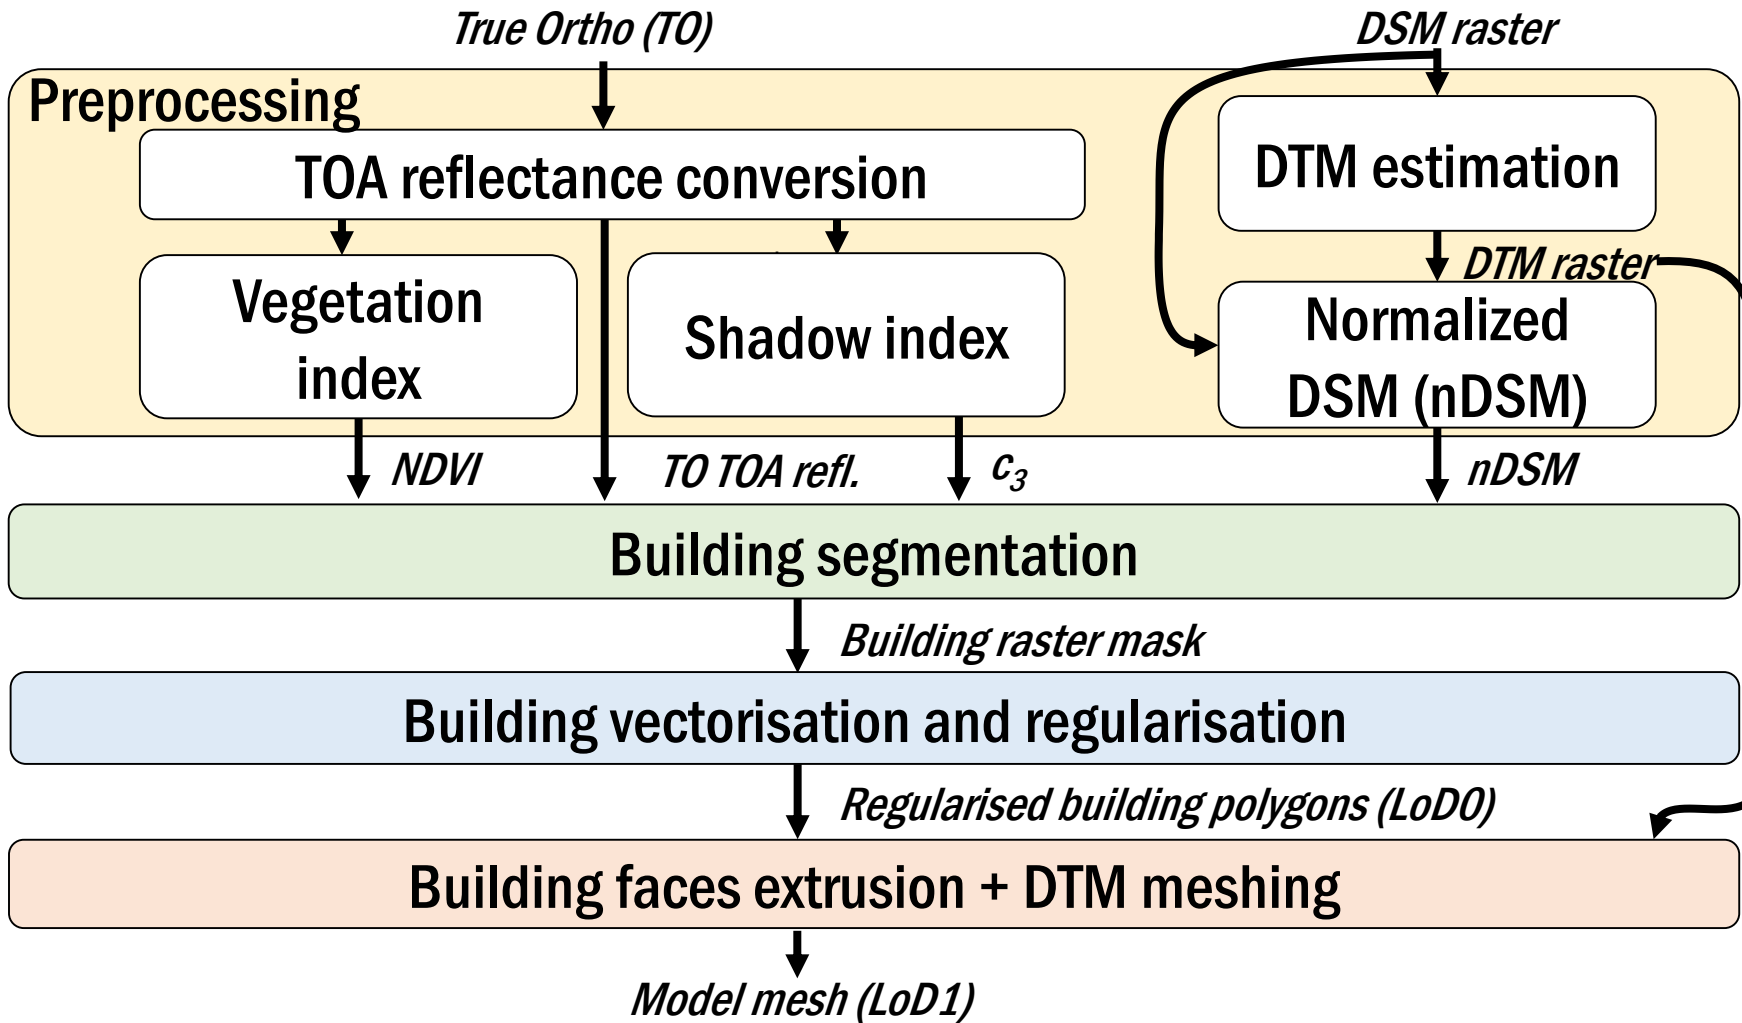 True Ortho (TO)
DSM raster
Preprocessing
TOA reflectance conversion
DTM estimation
DTM raster
Vegetation
index
Shadow index
Normalized
DSM (nDSM)
NDVI
TO TOA refl.
c₃
nDSM
Building segmentation
Building raster mask
Building vectorisation and regularisation
Regularised building polygons (LoD0)
Building faces extrusion + DTM meshing
Model mesh (LoD1)